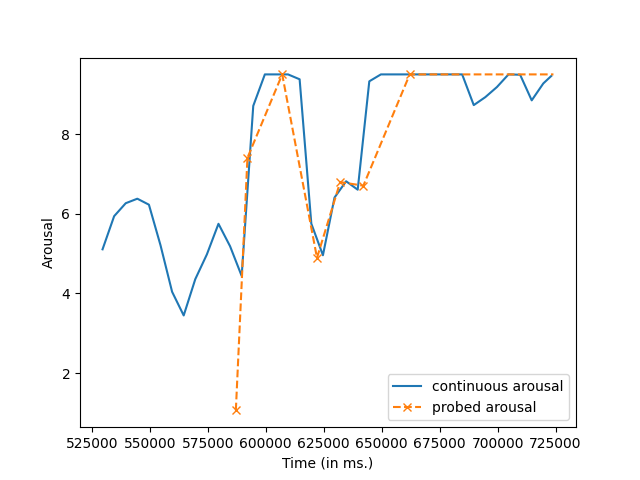 8
6
4
2
Arousal
continuous arousal
probed arousal
525000 550000 575000 600000 625000 650000 675000 700000 725000
Time (in ms.)